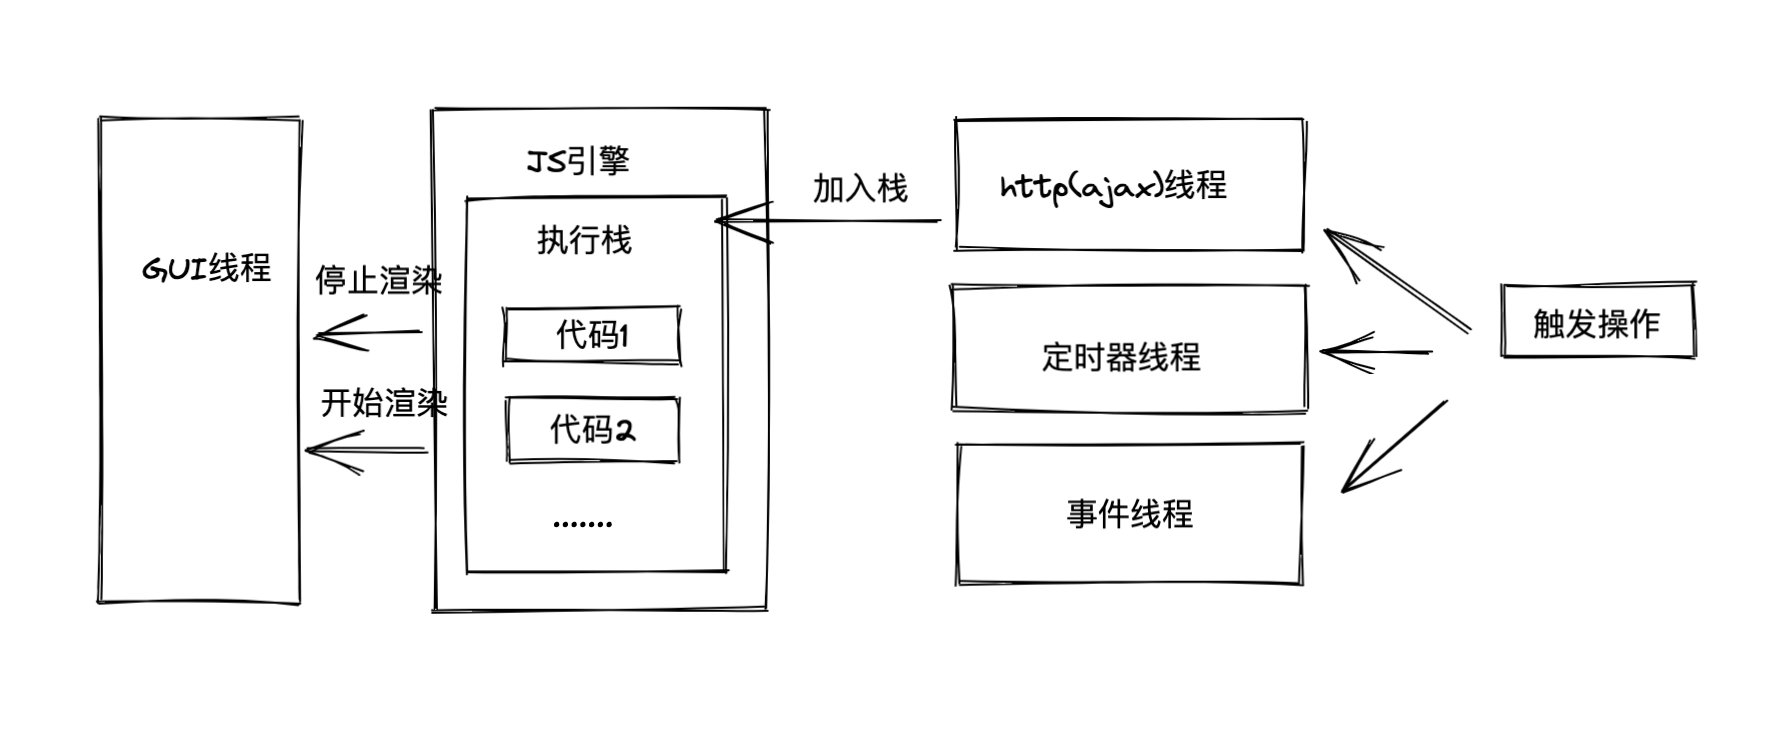 GUI线程
停止渲染
开始渲染
JS引擎
执行栈
代码1
代码2
.......
加入栈
http(ajax)线程
定时器线程
事件线程
触发操作